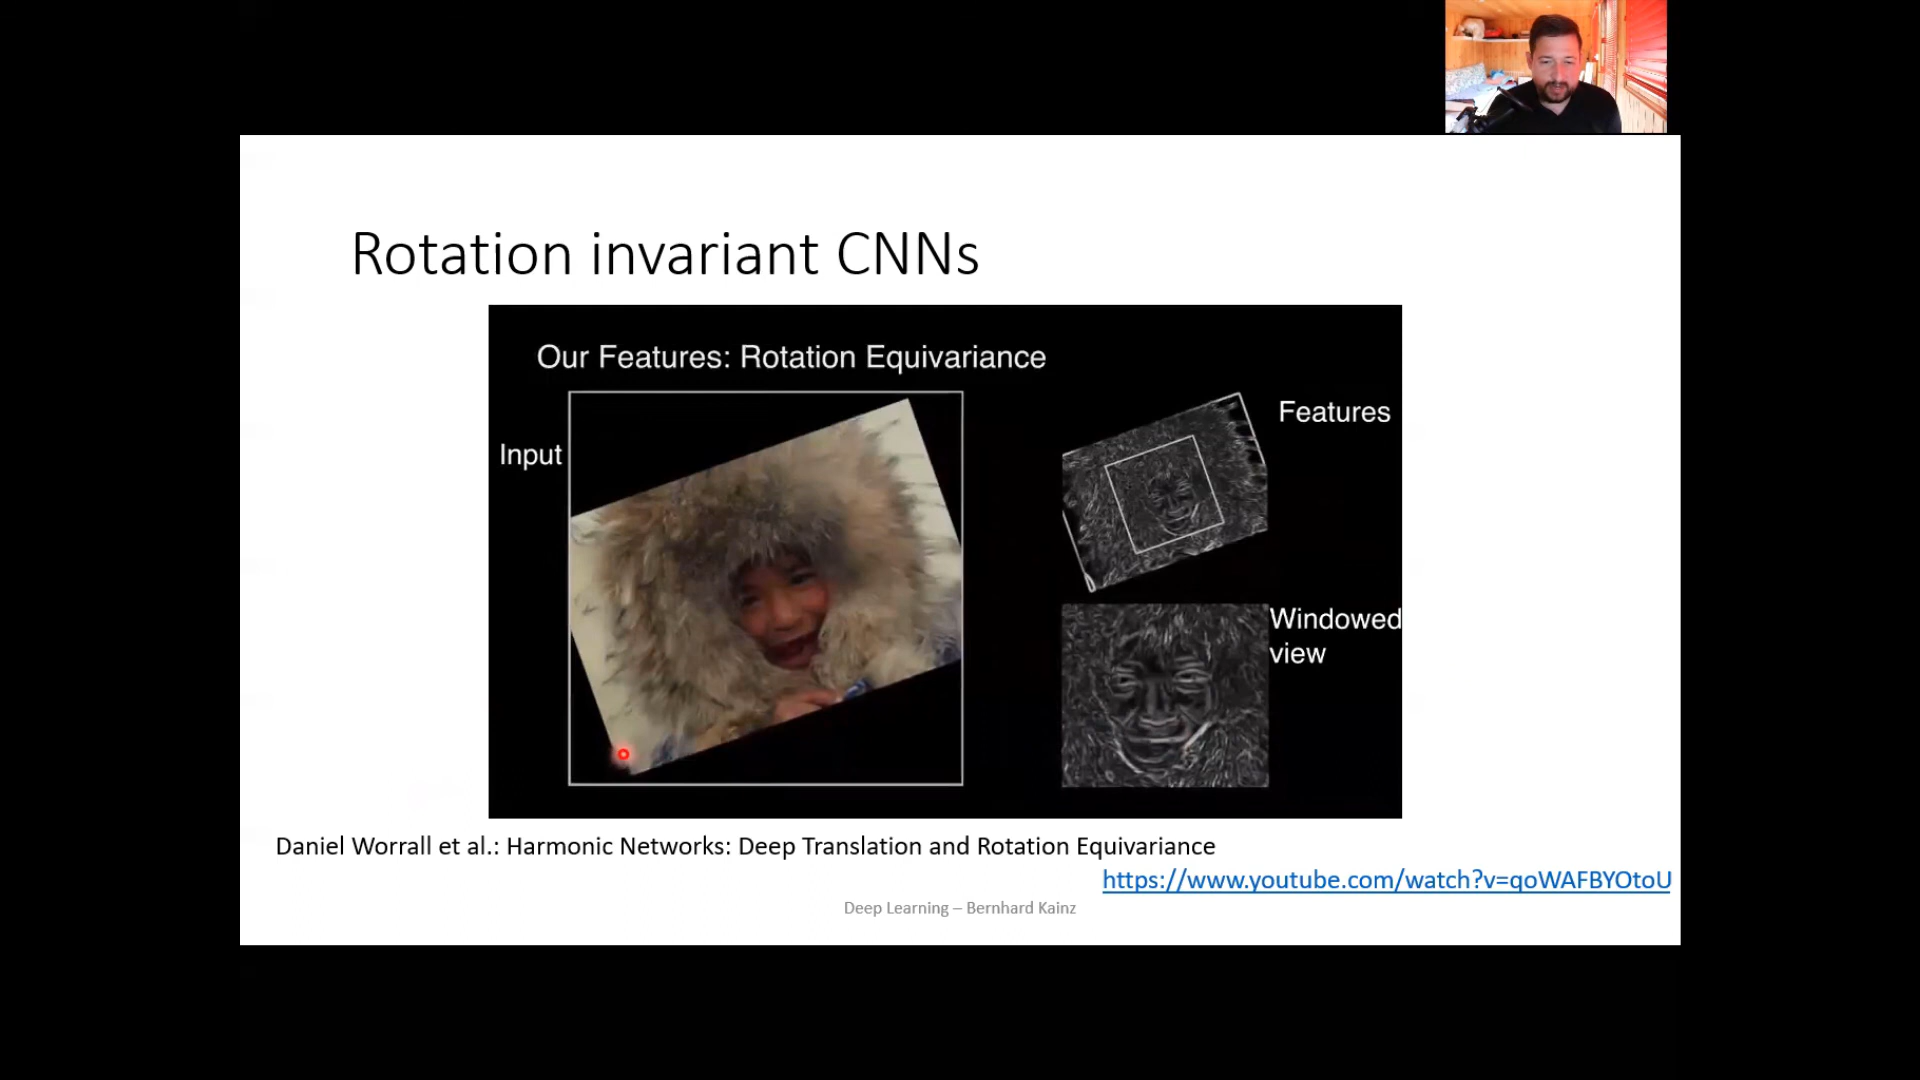 Rotation invariant CNNs
Our Features: Rotation Equivariance
Input
Features
Windowed
view
Daniel Worrall et al.: Harmonic Networks: Deep Translation and Rotation Equivariance
https://www.youtube.com/watch?v=qoWAFBYOtoU
Deep Learning – Bernhard Kainz